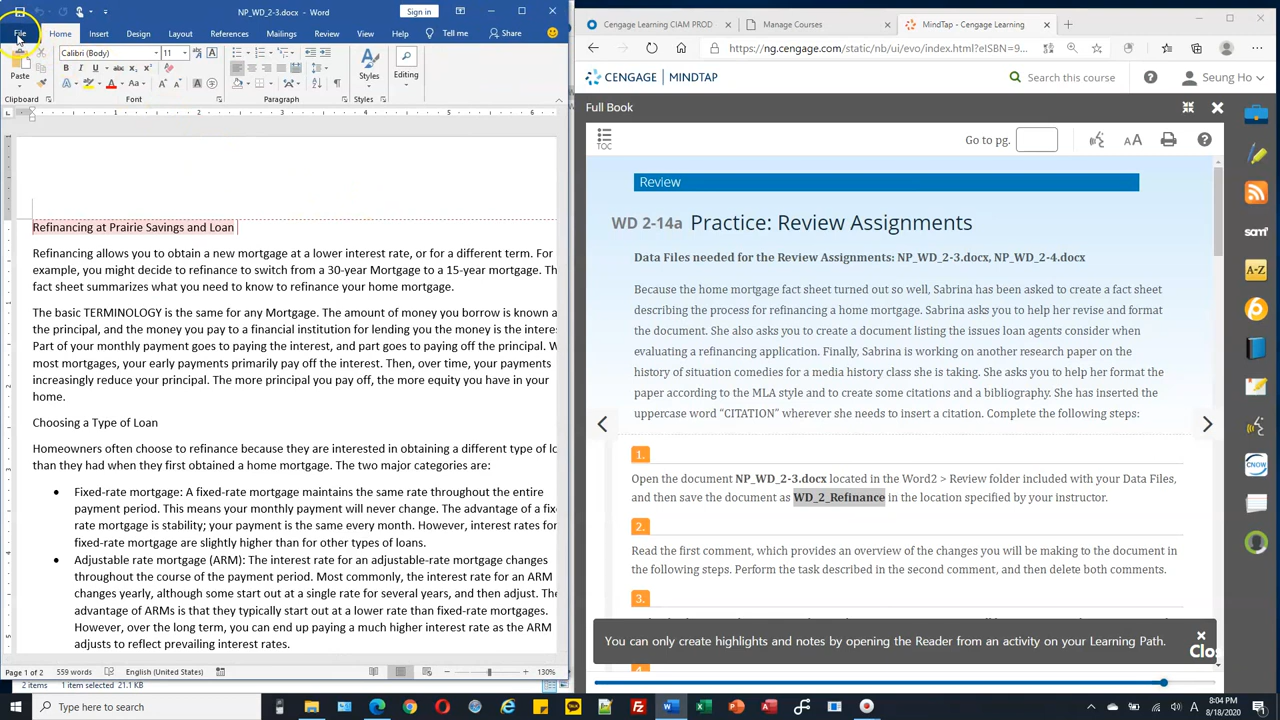 NP_WD_2-3.docx - Word
Sign in
File Home Insert Draw Design Layout References Mailings Review Tell me Share
Paste
Calibri (Body) 11
Styles
Editing
Clipboard Font Paragraph Styles
Refinancing at Prairie Savings and Loan
Refinancing allows you to obtain a new mortgage at a lower interest rate, or for a different term. For
example, you might decide to refinance to switch from a 30-year Mortgage to a 15-year mortgage. Th
fact sheet summarizes what you need to know to refinance your home mortgage.
The basic TERMINOLOGY is the same for any Mortgage. The amount of money you borrow is known a
the principal, and the money you pay to a financial institution for lending you the money is the intere
Part of your monthly payment goes to paying the interest, and part goes to paying off the principal. W
most mortgages, your early payments primarily pay off the interest. Then, over time, your payments
increasingly reduce your principal. The more principal you pay off, the more equity you have in your
home.
Choosing a Type of Loan
Homeowners often choose to refinance because they are interested in obtaining a different type of lo
than they had when they first obtained a home mortgage. The two major categories are:
• Fixed-rate mortgage: A fixed-rate mortgage maintains the same rate throughout the entire
payment period. This means your monthly payment will never change. The advantage of a fixe
rate mortgage is stability; your payment is the same every month. However, interest rates for
fixed-rate mortgage are slightly higher than for other types of loans.
• Adjustable rate mortgage (ARM): The interest rate for an adjustable-rate mortgage changes
throughout the course of the payment period. Most commonly, the interest rate for an ARM
changes yearly, although some start out at a single rate for several years, and then adjust. The
advantage of ARMs is that they typically start out at a lower rate than fixed-rate mortgages.
However, over the long term, you can end up paying a much higher interest rate as the ARM
adjusts to reflect prevailing interest rates.
Page 1 of 2 559 words English (United States) 130%
2 items 1 item selected 21.1 KB
Cengage Learning CIAM PROD
Manage Courses
MindTap - Cengage Learning
https://ng.cengage.com/static/nb/ui/evo/index.html?eISBN=9...
CENGAGE MINDTAP
Search this course
Seung Ho
Full Book
TOC
Go to pg.
AA
Review
WD 2-14a Practice: Review Assignments
Data Files needed for the Review Assignments: NP_WD_2-3.docx, NP_WD_2-4.docx
Because the home mortgage fact sheet turned out so well, Sabrina has been asked to create a fact sheet
describing the process for refinancing a home mortgage. Sabrina asks you to help her revise and format
the document. She also asks you to create a document listing the issues loan agents consider when
evaluating a refinancing application. Finally, Sabrina is working on another research paper on the
history of situation comedies for a media history class she is taking. She asks you to help her format the
paper according to the MLA style and to create some citations and a bibliography. She has inserted the
uppercase word “CITATION” wherever she needs to insert a citation. Complete the following steps:
1.
Open the document NP_WD_2-3.docx located in the Word2 > Review folder included with your Data Files,
and then save the document as WD_2_Refinance in the location specified by your instructor.
2.
Read the first comment, which provides an overview of the changes you will be making to the document in
the following steps. Perform the task described in the second comment, and then delete both comments.
3.
You can only create highlights and notes by opening the Reader from an activity on your Learning Path.
Clos
sam
A-Z
CNOW
Type here to search
8:04 PM
8/18/2020